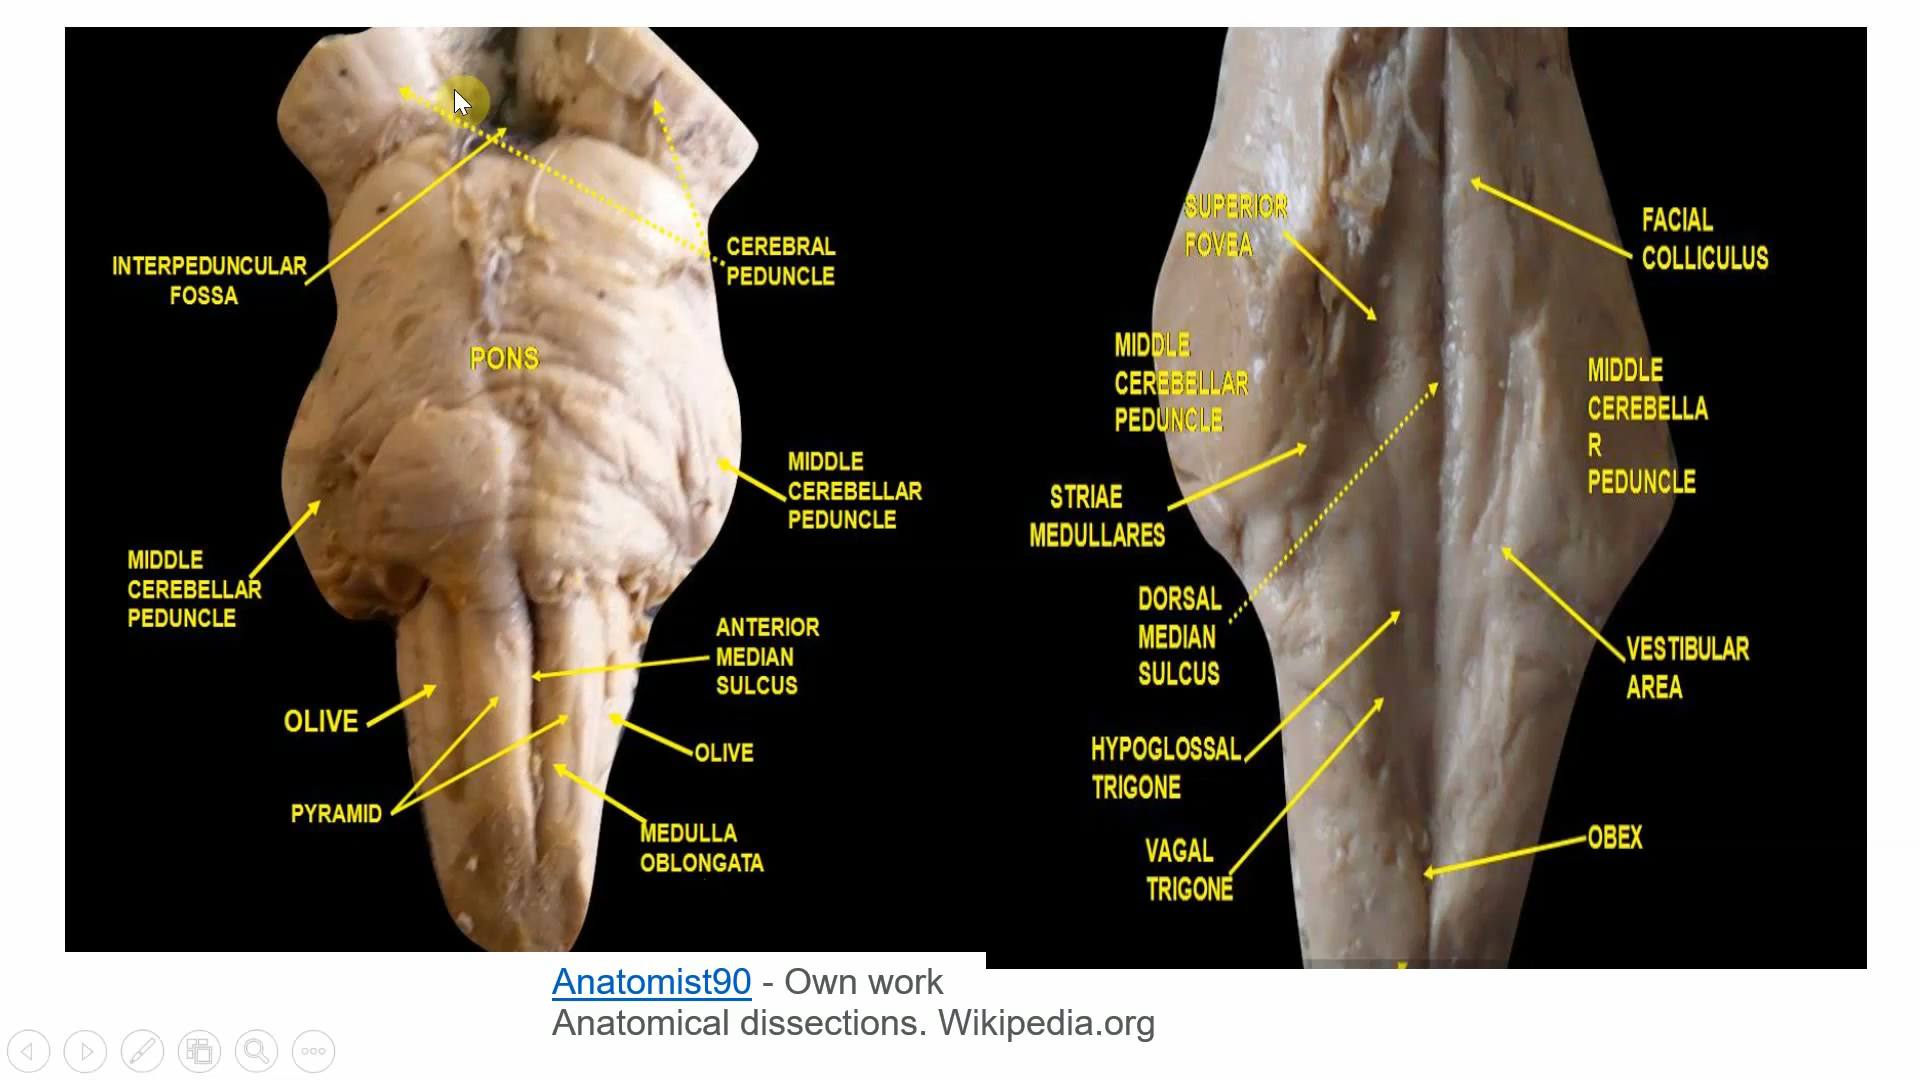 INTERPEDUNCULAR
FOSSA
CEREBRAL
PEDUNCLE
PONS
MIDDLE
CEREBELLAR
PEDUNCLE
MIDDLE
CEREBELLAR
PEDUNCLE
ANTERIOR
MEDIAN
SULCUS
OLIVE
OLIVE
PYRAMID
MEDULLA
OBLONGATA
SUPERIOR
FOVEA
FACIAL
COLLICULUS
MIDDLE
CEREBELLAR
PEDUNCLE
MIDDLE
CEREBELLA
R
PEDUNCLE
STRIAE
MEDULLARES
DORSAL
MEDIAN
SULCUS
VESTIBULAR
AREA
HYPOGLOSSAL
TRIGONE
VAGAL
TRIGONE
OBEX
Anatomist90 - Own work
Anatomical dissections. Wikipedia.org